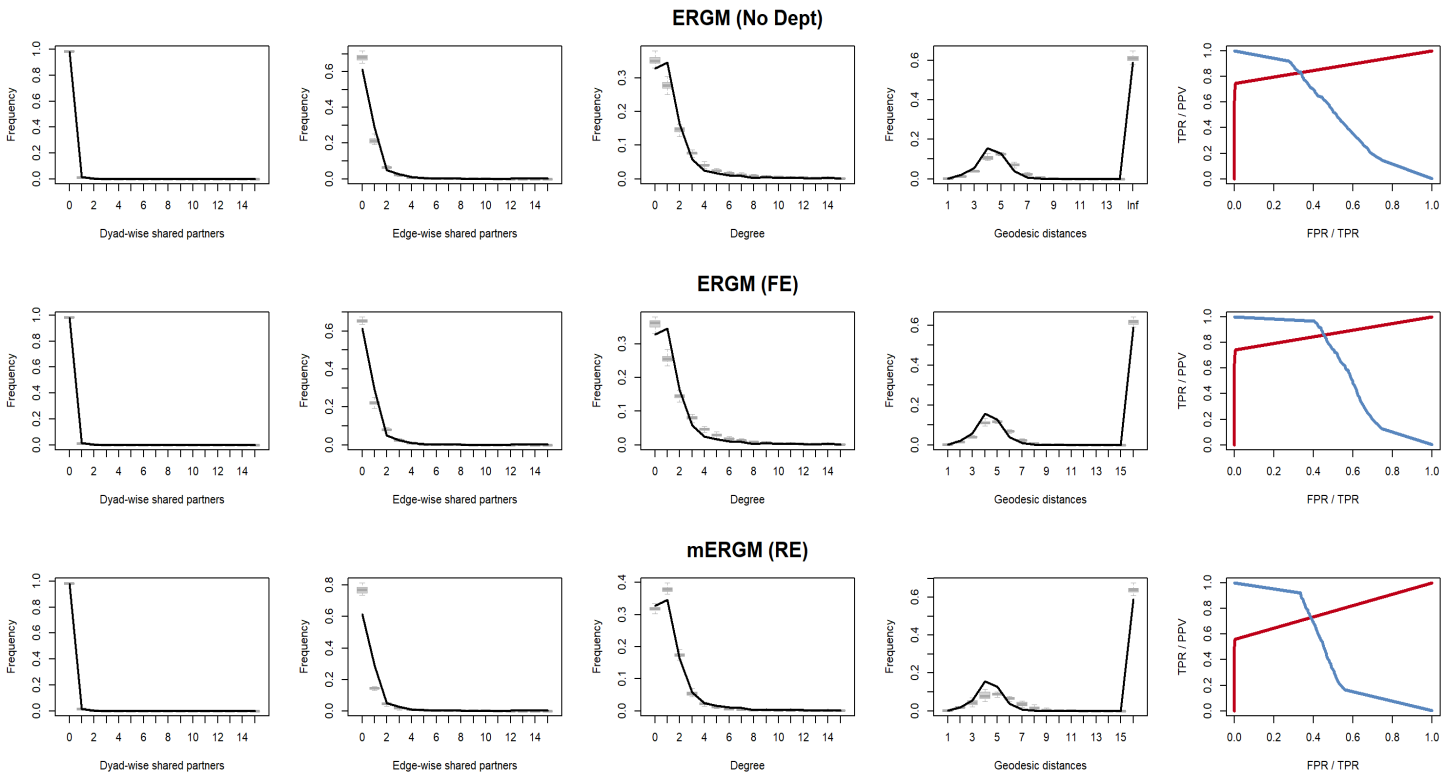 ERGM (No Dept)
Frequency
0.0 0.2 0.4 0.6 0.8 1.0
0 2 4 6 8 10 12 14
Dyad-wise shared partners
Frequency
0.0 0.2 0.4 0.6
0 2 4 6 8 10 12 14
Edge-wise shared partners
Frequency
0.0 0.1 0.2 0.3
0 2 4 6 8 10 12 14
Degree
Frequency
0.0 0.2 0.4 0.6
1 3 5 7 9 11 13 Inf
Geodesic distances
TPR / PPV
0.0 0.2 0.4 0.6 0.8 1.0
0.0 0.2 0.4 0.6 0.8 1.0
FPR / TPR
ERGM (FE)
Frequency
0.0 0.2 0.4 0.6 0.8 1.0
0 2 4 6 8 10 12 14
Dyad-wise shared partners
Frequency
0.0 0.2 0.4 0.6
0 2 4 6 8 10 12 14
Edge-wise shared partners
Frequency
0.0 0.1 0.2 0.3
0 2 4 6 8 10 12 14
Degree
Frequency
0.0 0.2 0.4 0.6
1 3 5 7 9 11 13 15
Geodesic distances
TPR / PPV
0.0 0.2 0.4 0.6 0.8 1.0
0.0 0.2 0.4 0.6 0.8 1.0
FPR / TPR
mERGM (RE)
Frequency
0.0 0.2 0.4 0.6 0.8 1.0
0 2 4 6 8 10 12 14
Dyad-wise shared partners
Frequency
0.0 0.2 0.4 0.6 0.8
0 2 4 6 8 10 12 14
Edge-wise shared partners
Frequency
0.0 0.1 0.2 0.3 0.4
0 2 4 6 8 10 12 14
Degree
Frequency
0.0 0.2 0.4 0.6
1 3 5 7 9 11 13 15
Geodesic distances
TPR / PPV
0.0 0.2 0.4 0.6 0.8 1.0
0.0 0.2 0.4 0.6 0.8 1.0
FPR / TPR